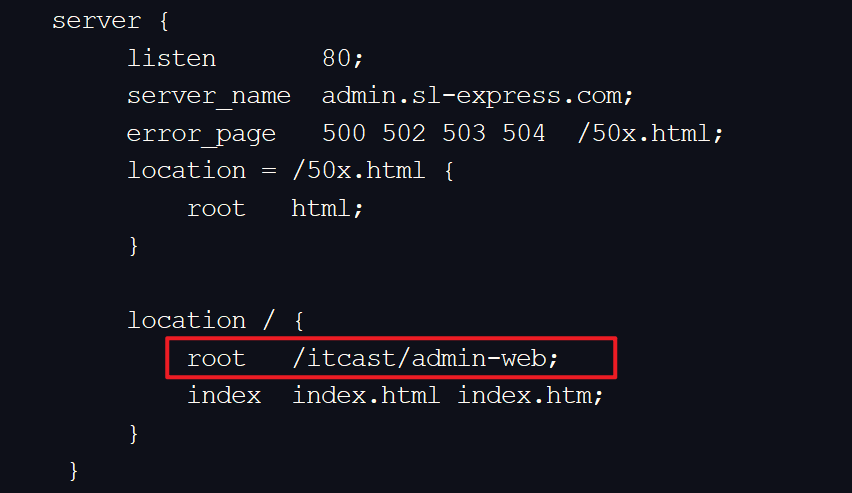 server {
listen 80;
server_name admin.sl-express.com;
error_page 500 502 503 504 /50x.html;
location = /50x.html {
root html;
}
location / {
root /itcast/admin-web;
index index.html index.htm;
}
}